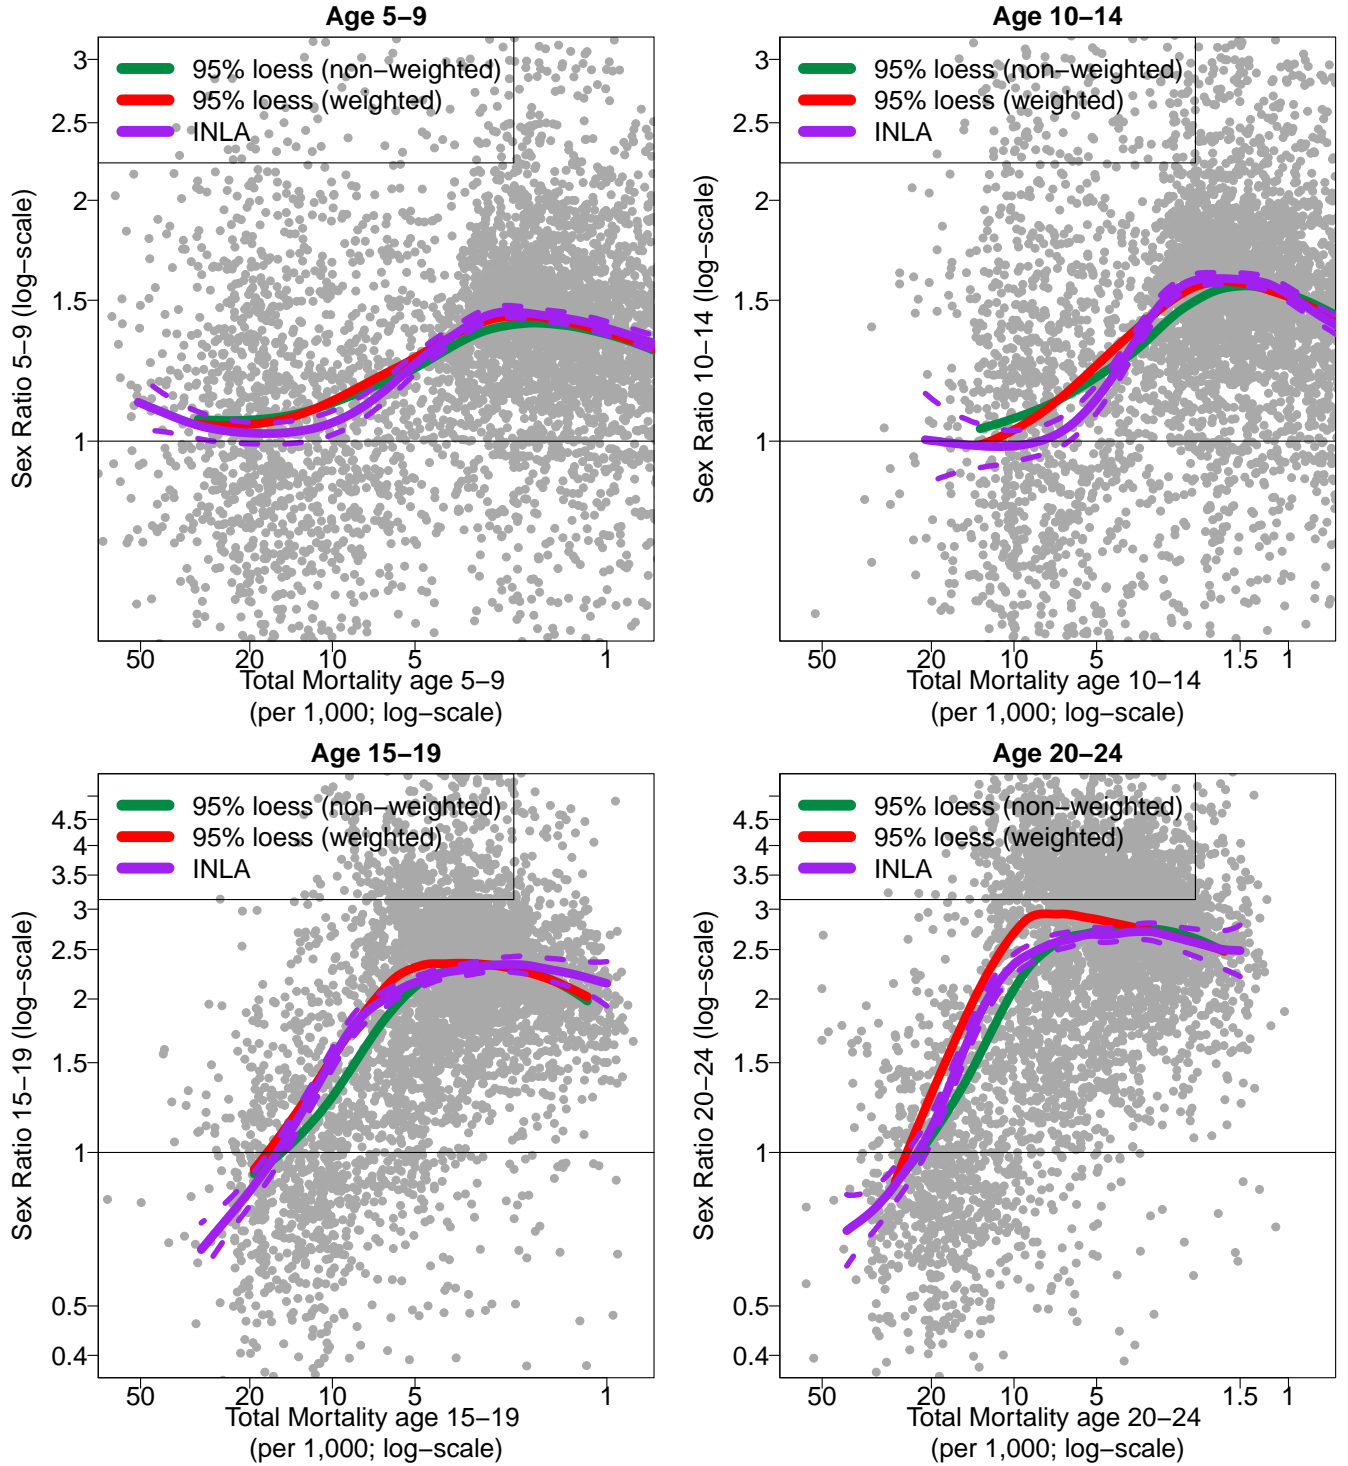 Age 5−9
95% loess (non−weighted)
95% loess (weighted)
INLA
Sex Ratio 5−9 (log−scale)
3
2.5
2
1.5
1
50 20 10 5 1
Total Mortality age 5−9
(per 1,000; log−scale)
Age 10−14
95% loess (non−weighted)
95% loess (weighted)
INLA
Sex Ratio 10−14 (log−scale)
3
2.5
2
1.5
1
50 20 10 5 1.5 1
Total Mortality age 10−14
(per 1,000; log−scale)
Age 15−19
95% loess (non−weighted)
95% loess (weighted)
INLA
Sex Ratio 15−19 (log−scale)
4.5
4
3.5
3
2.5
2
1.5
1
0.5
0.4
50 20 10 5 1
Total Mortality age 15−19
(per 1,000; log−scale)
Age 20−24
95% loess (non−weighted)
95% loess (weighted)
INLA
Sex Ratio 20−24 (log−scale)
4.5
4
3.5
3
2.5
2
1.5
1
0.5
0.4
50 20 10 5 1.5 1
Total Mortality age 20−24
(per 1,000; log−scale)